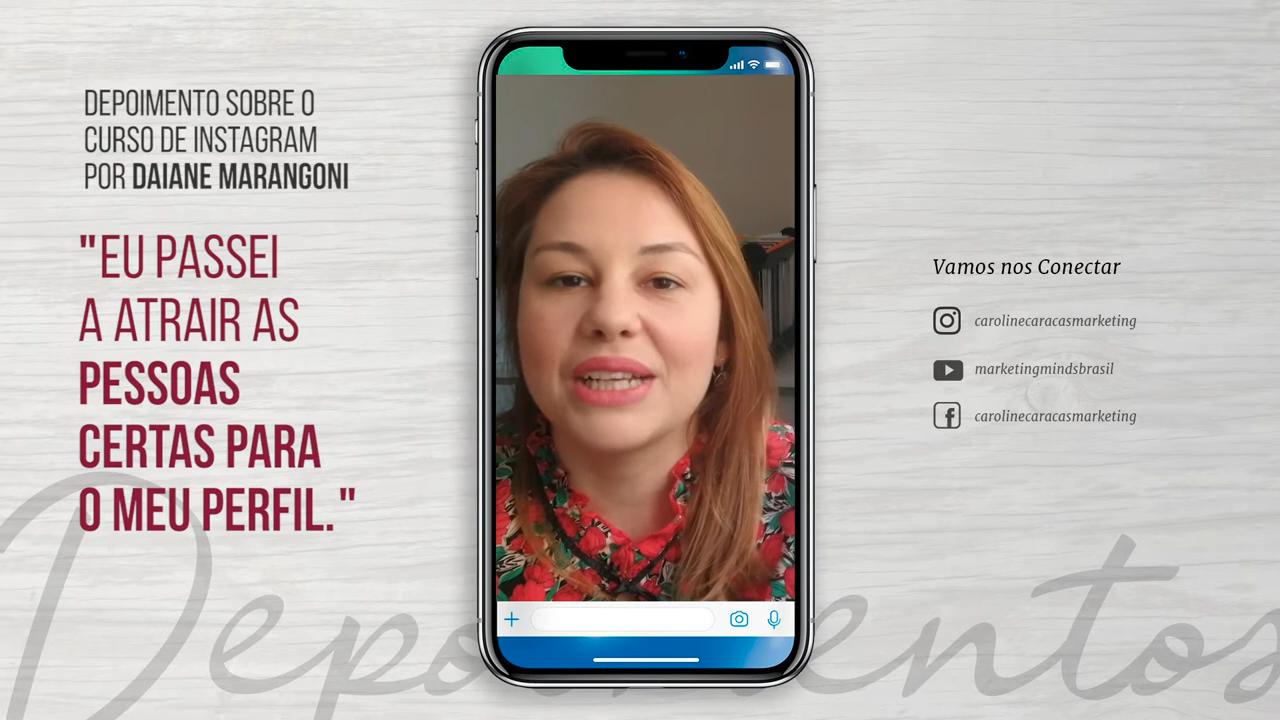 DEPOIMENTO SOBRE O
CURSO DE INSTAGRAM
POR DAIANE MARANGONI
"EU PASSEI
A ATRAIR AS
PESSOAS
CERTAS PARA
O MEU PERFIL."
Vamos nos Conectar
carolinecaracasmarketing
marketingmindsbrasil
carolinecaracasmarketing
Depoimentos